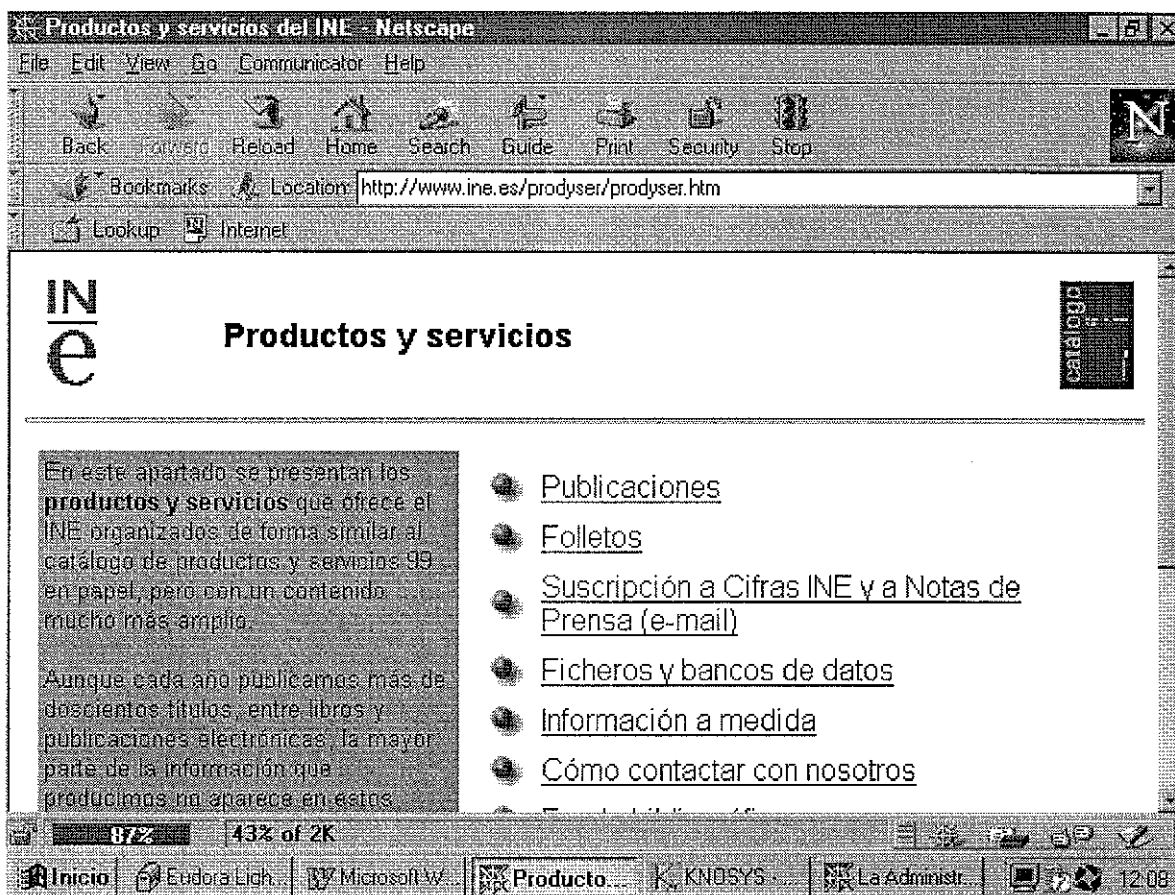 Productos y servicios del INE - Netscape
File Edit View Go Communicator Help
Back Forward Reload Home Search Guide Print Security Stop
Bookmarks Location: http://www.ine.es/prodyser/prodyser.htm
Lookup Internet
INe
Productos y servicios
catálogo
En este apartado se presentan los
productos y servicios que ofrece el
INE organizados de forma similar al
catálogo de productos y servicios 99
en papel, pero con un contenido
mucho más amplio.
Aunque cada año publicamos más de
doscientos títulos, entre libros y
publicaciones electrónicas, la mayor
parte de la información que
producimos no aparece en estos
Publicaciones
Folletos
Suscripción a Cifras INE y a Notas de
Prensa (e-mail)
Ficheros y bancos de datos
Información a medida
Cómo contactar con nosotros
87% 43% of 2K
Inicio Eudora Ligh... Microsoft W... Producto... KNOSYS - La Administr... 12:08